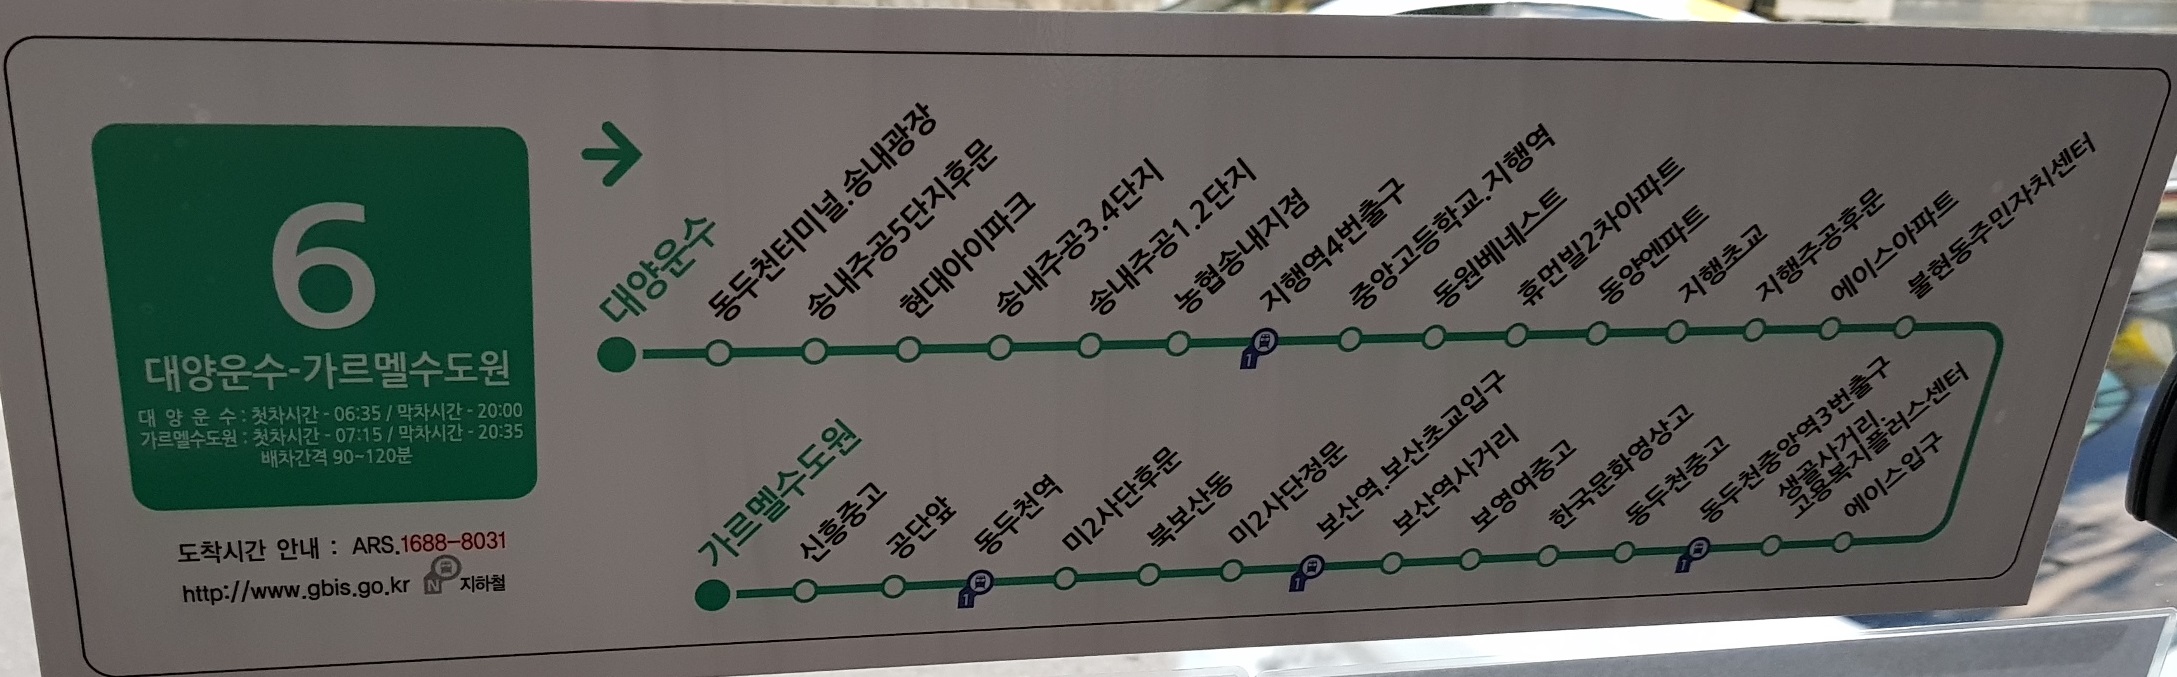 6
대양운수-가르멜수도원
대 양 운 수 : 첫차시간 - 06:35 / 막차시간 - 20:00
가르멜수도원 : 첫차시간 - 07:15 / 막차시간 - 20:35
배차간격 90~120분
도착시간 안내 : ARS.1688-8031
http://www.gbis.go.kr N 지하철
대양운수
동두천터미널.송내광장
송내주공5단지후문
현대아이파크
송내주공3.4단지
송내주공1.2단지
농협송내지점
지행역4번출구
1
중앙고등학교.지행역
동원베네스트
휴먼빌2차아파트
동양엔파트
지행초교
지행주공후문
에이스아파트
불현동주민자치센터
가르멜수도원
신흥중고
공단앞
동두천역
1
미2사단후문
북보산동
미2사단정문
보산역.보산초교입구
1
보산역사거리
보영여중고
한국문화영상고
동두천중고
동두천중앙역3번출구
1
생골사거리.
고용복지플러스센터
에이스입구